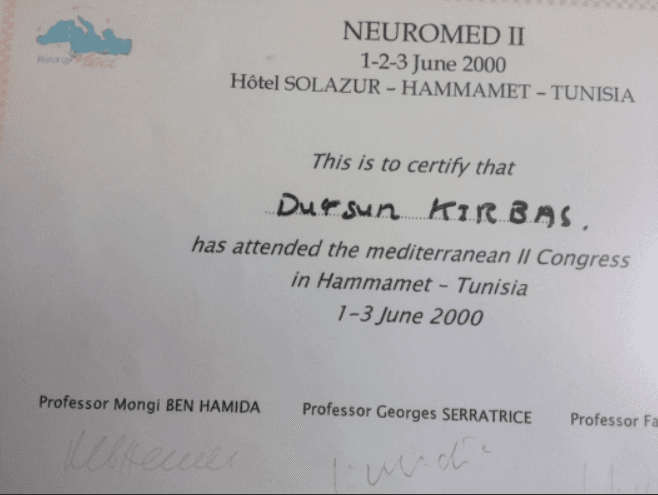 NEUROMED II
1-2-3 June 2000
Hôtel SOLAZUR – HAMMAMET – TUNISIA
This is to certify that
Dursun KIRBAS.
has attended the mediterranean II Congress
in Hammamet – Tunisia
1-3 June 2000
Professor Mongi BEN HAMIDA Professor Georges SERRATRICE Professor Fa